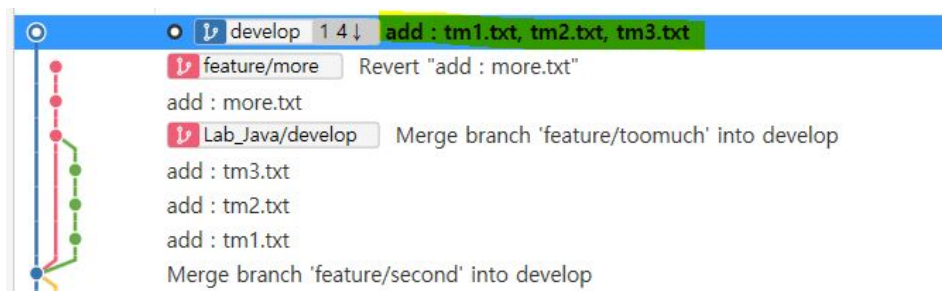 develop 1 4↓ add : tm1.txt, tm2.txt, tm3.txt
feature/more Revert "add : more.txt"
add : more.txt
Lab_Java/develop Merge branch 'feature/toomuch' into develop
add : tm3.txt
add : tm2.txt
add : tm1.txt
Merge branch 'feature/second' into develop